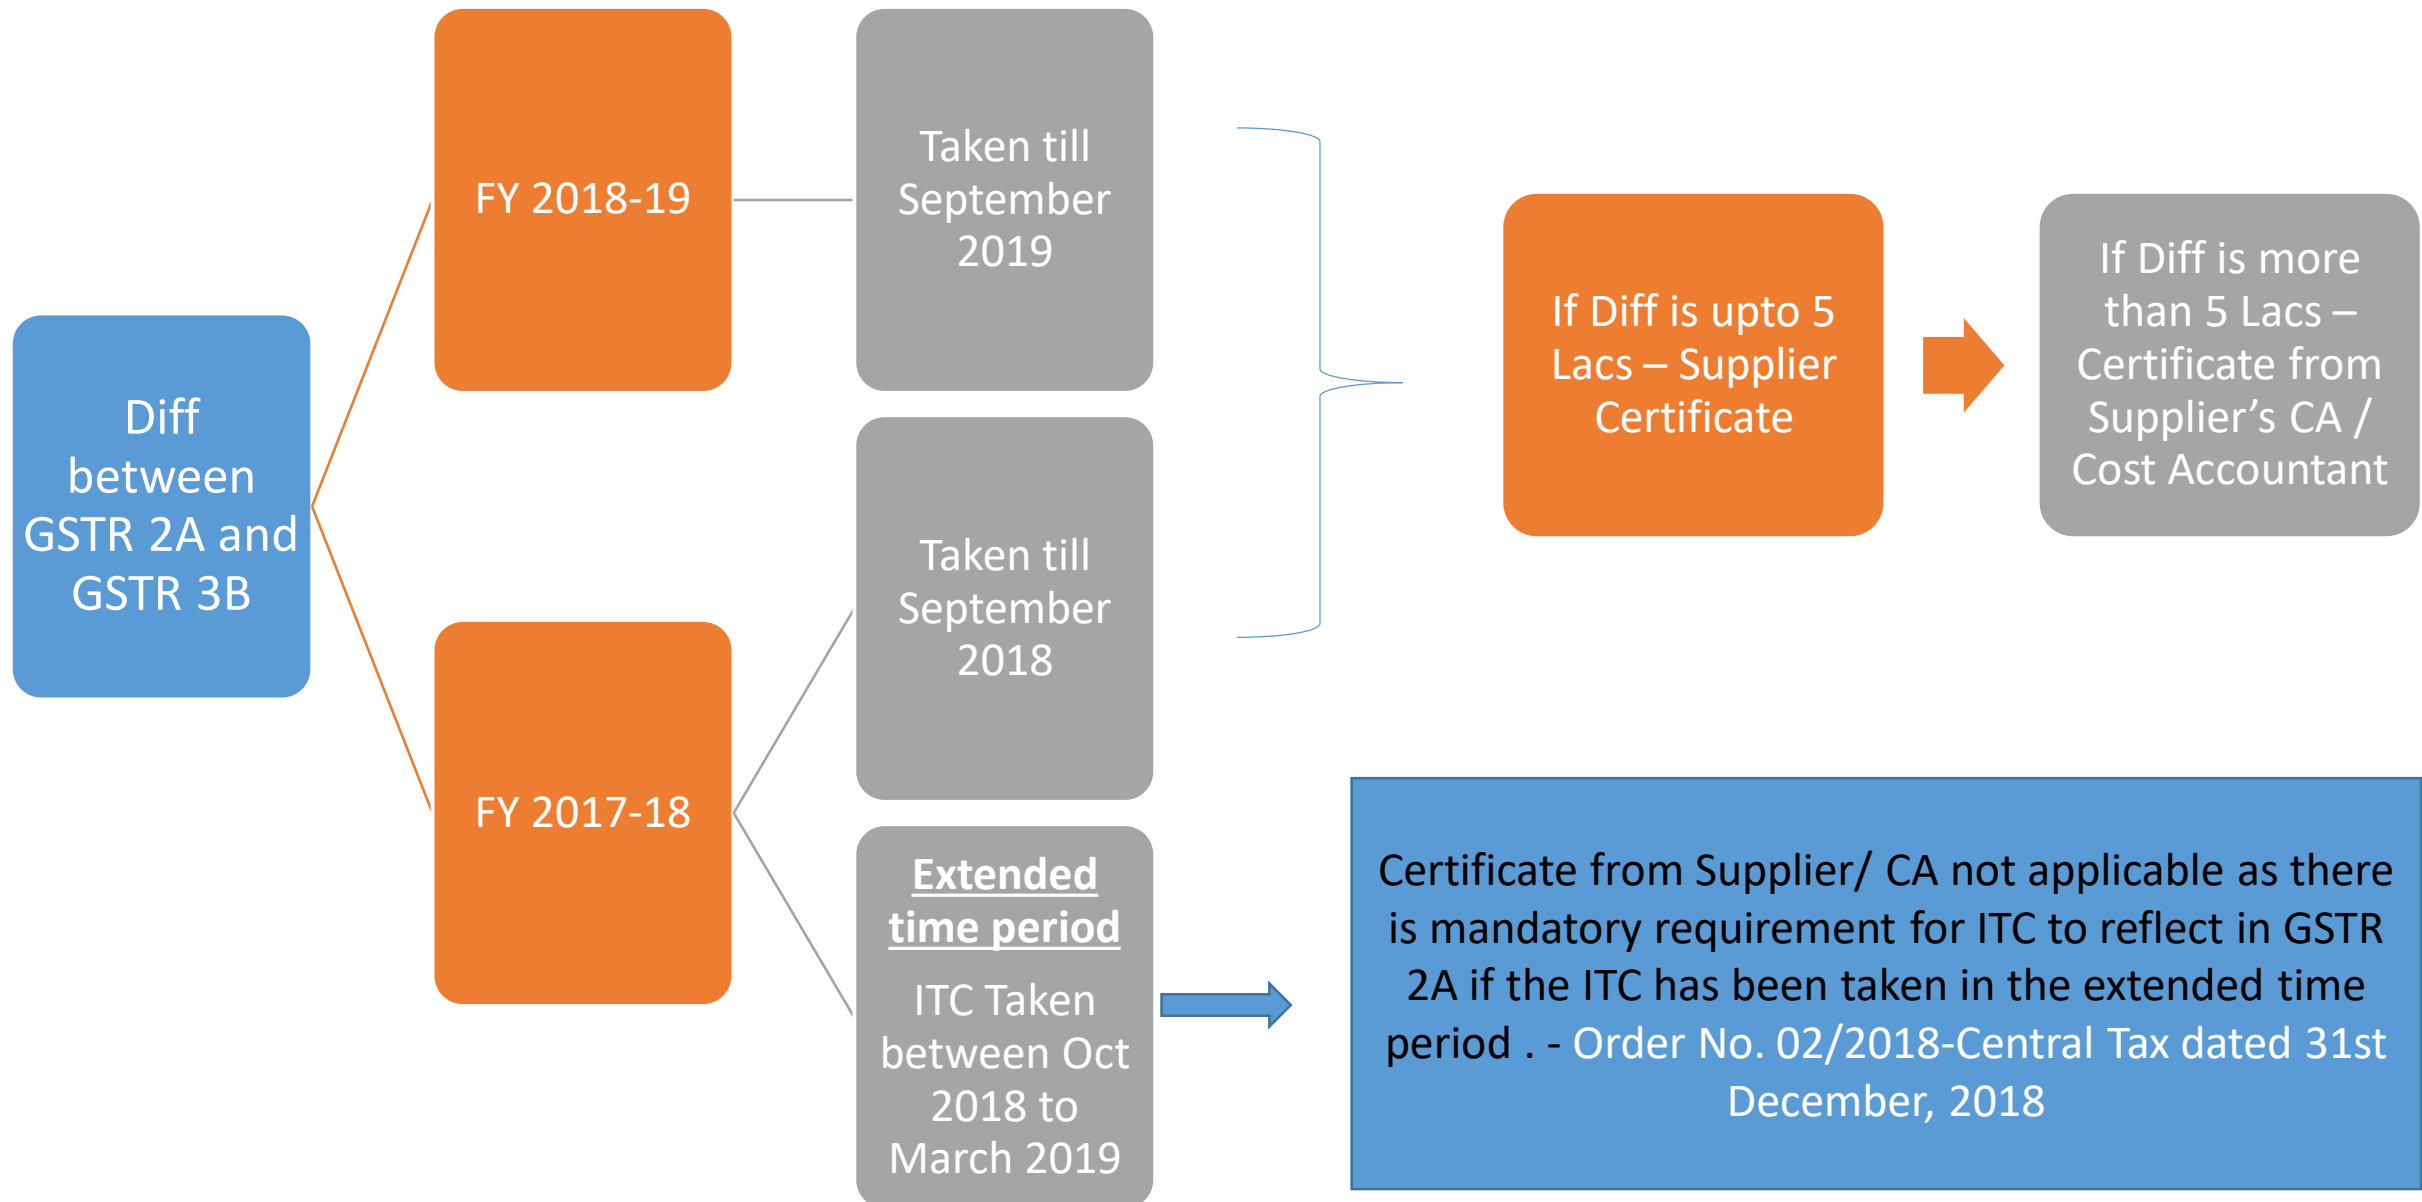 Diff
between
GSTR 2A and
GSTR 3B
FY 2018-19
Taken till
September
2019
FY 2017-18
Taken till
September
2018
Extended
time period
ITC Taken
between Oct
2018 to
March 2019
If Diff is upto 5
Lacs – Supplier
Certificate
If Diff is more
than 5 Lacs –
Certificate from
Supplier’s CA /
Cost Accountant
Certificate from Supplier/ CA not applicable as there
is mandatory requirement for ITC to reflect in GSTR
2A if the ITC has been taken in the extended time
period . - Order No. 02/2018-Central Tax dated 31st
December, 2018